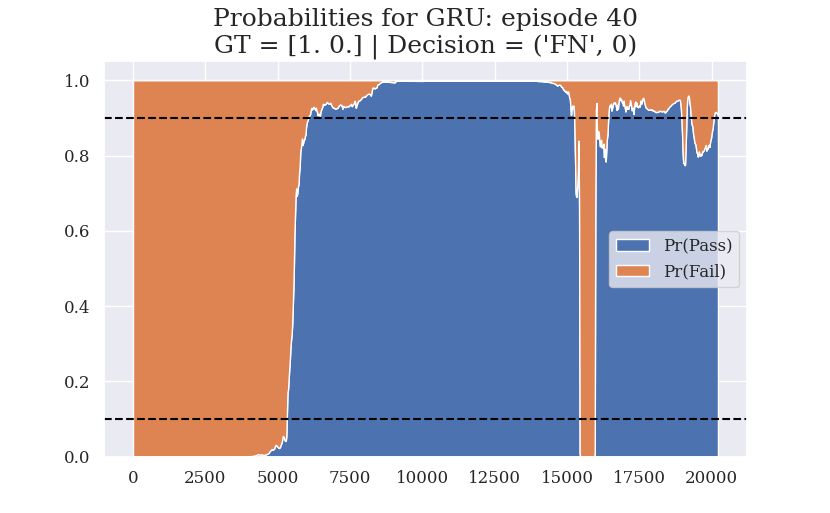 Probabilities for GRU: episode 40
GT = [1. 0.] | Decision = ('FN', 0)
1.0
0.8
0.6
0.4
0.2
0.0
Pr(Pass)
Pr(Fail)
0 2500 5000 7500 10000 12500 15000 17500 20000